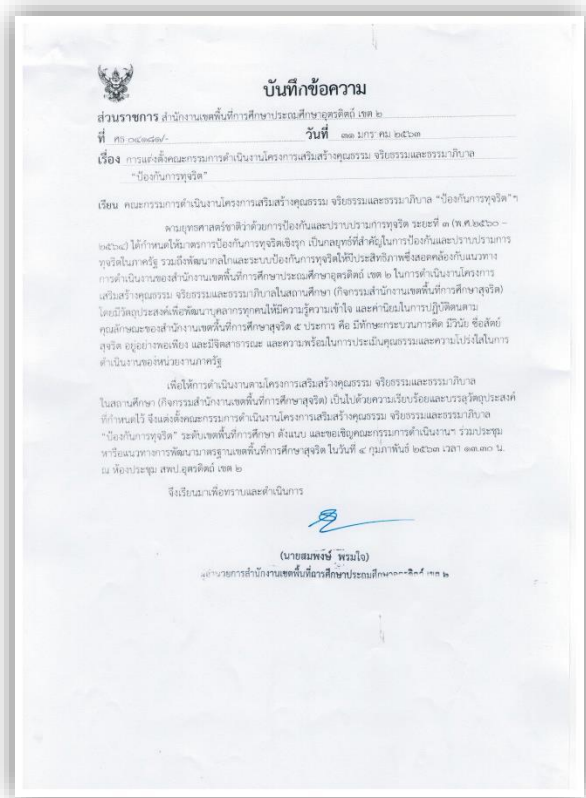 บันทึกข้อความ
ส่วนราชการ สำนักงานเขตพื้นที่การศึกษาประถมศึกษาอุตรดิตถ์ เขต ๒
ที่ ศธ ๐๔๑๘๑/- วันที่ ๓๑ มกราคม ๒๕๖๓
เรื่อง การแต่งตั้งคณะกรรมการดำเนินงานโครงการเสริมสร้างคุณธรรม จริยธรรมและธรรมาภิบาล
“ป้องกันการทุจริต”
เรียน คณะกรรมการดำเนินงานโครงการเสริมสร้างคุณธรรม จริยธรรมและธรรมาภิบาล “ป้องกันการทุจริต”ฯ
ตามยุทธศาสตร์ชาติว่าด้วยการป้องกันและปราบปรามการทุจริต ระยะที่ ๓ (พ.ศ.๒๕๖๐ –
๒๕๖๔) ได้กำหนดให้มาตรการป้องกันการทุจริตเชิงรุก เป็นกลยุทธ์ที่สำคัญในการป้องกันและปราบปรามการ
ทุจริตในภาครัฐ รวมถึงพัฒนากลไกและระบบป้องกันการทุจริตให้มีประสิทธิภาพซึ่งสอดคล้องกับแนวทาง
การดำเนินงานของสำนักงานเขตพื้นที่การศึกษาประถมศึกษาอุตรดิตถ์ เขต ๒ ในการดำเนินงานโครงการ
เสริมสร้างคุณธรรม จริยธรรมและธรรมาภิบาลในสถานศึกษา (กิจกรรมสำนักงานเขตพื้นที่การศึกษาสุจริต)
โดยมีวัตถุประสงค์เพื่อพัฒนาบุคลากรทุกคนให้มีความรู้ความเข้าใจ และค่านิยมในการปฏิบัติตนตาม
คุณลักษณะของสำนักงานเขตพื้นที่การศึกษาสุจริต ๕ ประการ คือ มีทักษะกระบวนการคิด มีวินัย ซื่อสัตย์
สุจริต อยู่อย่างพอเพียง และมีจิตสาธารณะ และความพร้อมในการประเมินคุณธรรมและความโปร่งใสในการ
ดำเนินงานของหน่วยงานภาครัฐ
เพื่อให้การดำเนินงานตามโครงการเสริมสร้างคุณธรรม จริยธรรมและธรรมาภิบาล
ในสถานศึกษา (กิจกรรมสำนักงานเขตพื้นที่การศึกษาสุจริต) เป็นไปด้วยความเรียบร้อยและบรรลุวัตถุประสงค์
ที่กำหนดไว้ จึงแต่งตั้งคณะกรรมการดำเนินงานโครงการเสริมสร้างคุณธรรม จริยธรรมและธรรมาภิบาล
“ป้องกันการทุจริต” ระดับเขตพื้นที่การศึกษา ดังแนบ และขอเชิญคณะกรรมการดำเนินงานฯ ร่วมประชุม
หารือแนวทางการพัฒนามาตรฐานเขตพื้นที่การศึกษาสุจริต ในวันที่ ๔ กุมภาพันธ์ ๒๕๖๓ เวลา ๑๓.๓๐ น.
ณ ห้องประชุม สพป.อุตรดิตถ์ เขต ๒
จึงเรียนมาเพื่อทราบและดำเนินการ
(นายสมพงษ์ พรมใจ)
ผู้อำนวยการสำนักงานเขตพื้นที่การศึกษาประถมศึกษาอุตรดิตถ์ เขต ๒